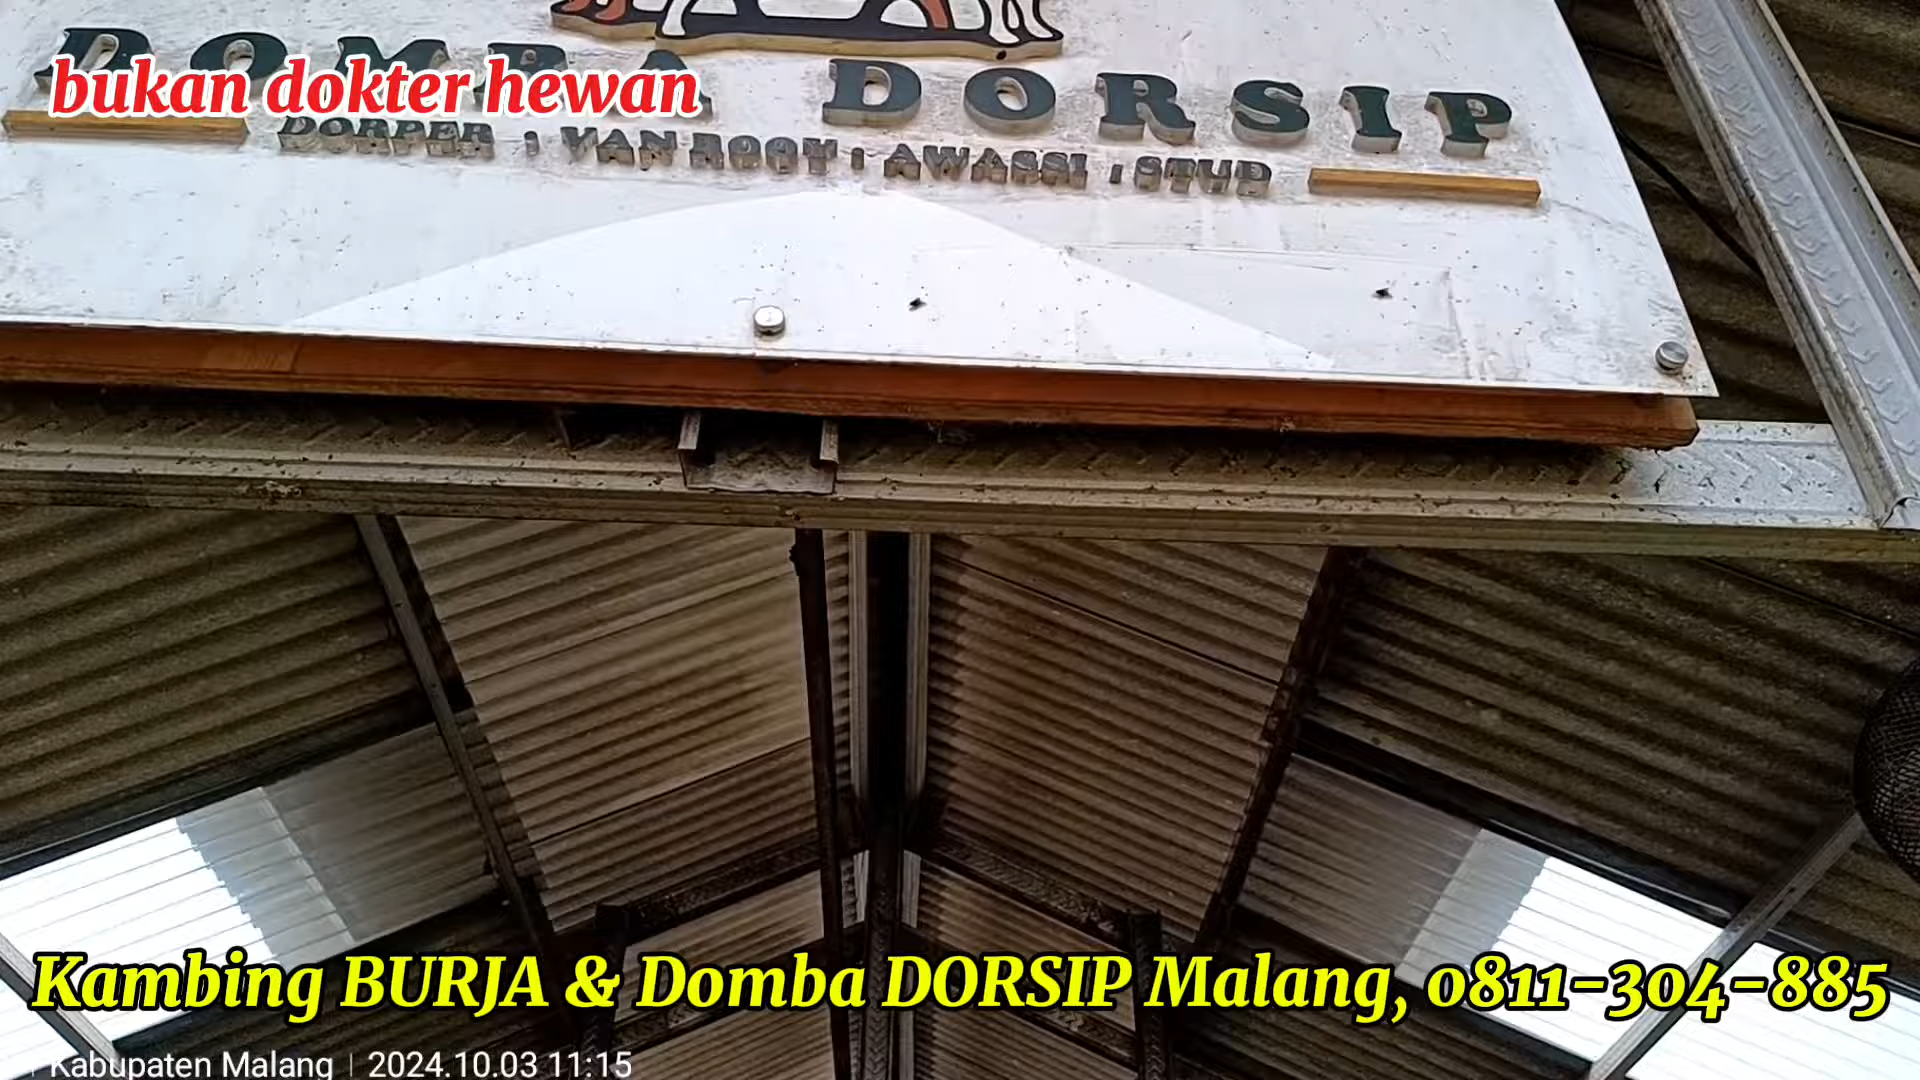 DOMBA DORSIP
bukan dokter hewan
DORPER : VAN ROOY : AWASSI : STUD
Kambing BURJA & Domba DORSIP Malang, 0811-304-885
Kabupaten Malang | 2024.10.03 11:15